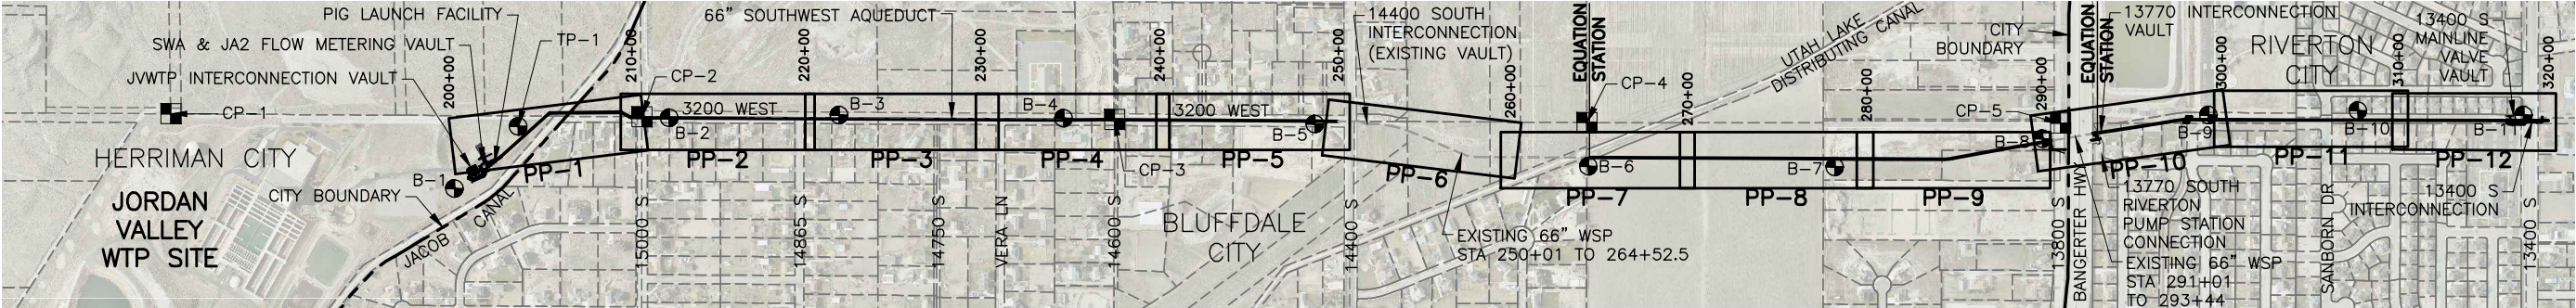 PIG LAUNCH FACILITY
SWA & JA2 FLOW METERING VAULT
JVWTP INTERCONNECTION VAULT
TP-1
200+00
210+00
CP-1
CP-2
66" SOUTHWEST AQUEDUCT
220+00
230+00
240+00
250+00
14400 SOUTH
INTERCONNECTION
(EXISTING VAULT)
260+00
EQUATION
STATION
CP-4
270+00
UTAH LAKE
DISTRIBUTING CANAL
280+00
CITY
BOUNDARY
290+00
EQUATION
STATION
13770 INTERCONNECTION
VAULT
300+00
RIVERTON
CITY
310+00
13400 S
MAINLINE
VALVE
VAULT
320+00
3200 WEST
B-2
B-3
B-4
3200 WEST
B-5
CP-3
B-6
B-7
CP-5
B-8
B-9
B-10
B-1
HERRIMAN CITY
B-1
CITY BOUNDARY
JORDAN
VALLEY
WTP SITE
JACOB CANAL
PP-1
PP-2
PP-3
PP-4
PP-5
PP-6
PP-7
PP-8
PP-9
PP-10
PP-11
PP-12
15000 S
14865 S
14750 S
VERA LN
14600 S
BLUFFDALE
CITY
14400 S
EXISTING 66" WSP
STA 250+01 TO 264+52.5
13800 S
BANGERTER HWY
13770 SOUTH
RIVERTON
PUMP STATION
CONNECTION
EXISTING 66" WSP
STA 291+01
TO 293+44
SANBORN DR
13400 S
INTERCONNECTION
13400 S